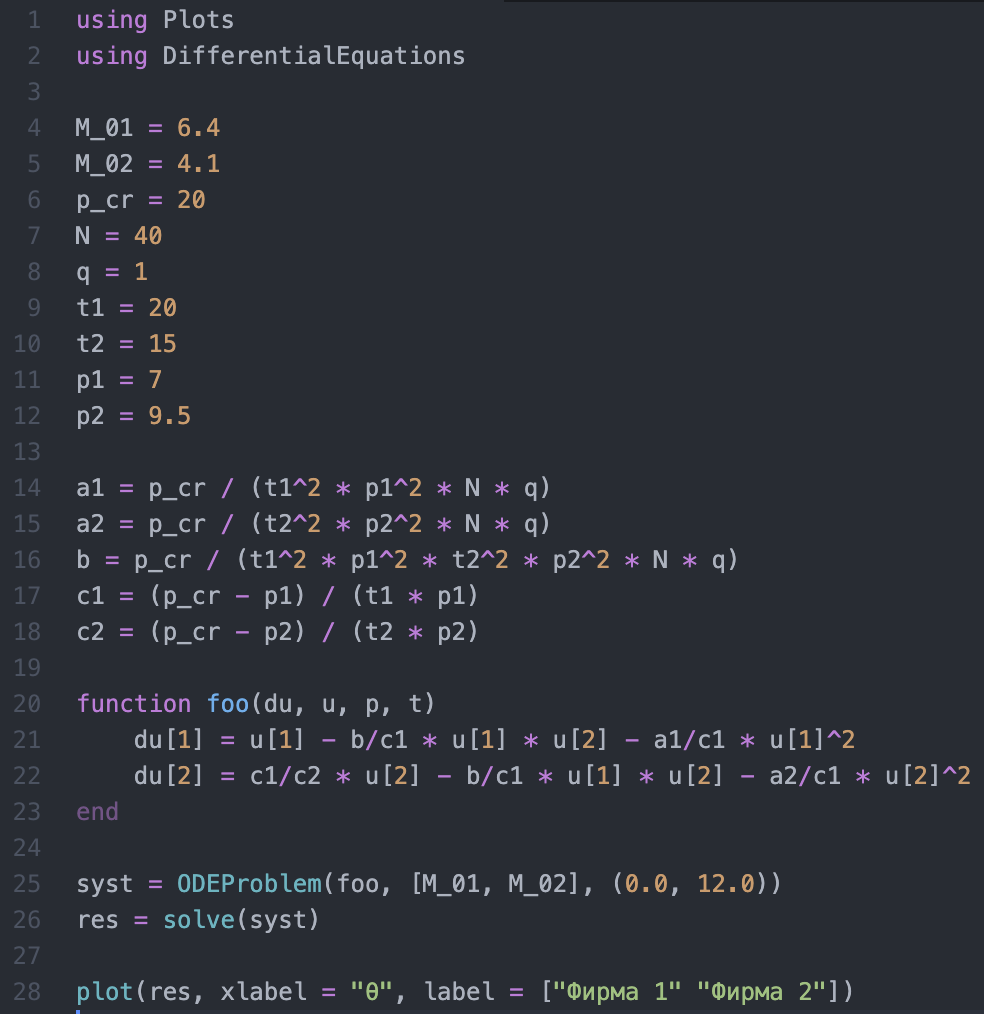 1 using Plots
2 using DifferentialEquations
3
4 M_01 = 6.4
5 M_02 = 4.1
6 p_cr = 20
7 N = 40
8 q = 1
9 t1 = 20
10 t2 = 15
11 p1 = 7
12 p2 = 9.5
13
14 a1 = p_cr / (t1^2 * p1^2 * N * q)
15 a2 = p_cr / (t2^2 * p2^2 * N * q)
16 b = p_cr / (t1^2 * p1^2 * t2^2 * p2^2 * N * q)
17 c1 = (p_cr - p1) / (t1 * p1)
18 c2 = (p_cr - p2) / (t2 * p2)
19
20 function foo(du, u, p, t)
21     du[1] = u[1] - b/c1 * u[1] * u[2] - a1/c1 * u[1]^2
22     du[2] = c1/c2 * u[2] - b/c1 * u[1] * u[2] - a2/c1 * u[2]^2
23 end
24
25 syst = ODEProblem(foo, [M_01, M_02], (0.0, 12.0))
26 res = solve(syst)
27
28 plot(res, xlabel = "θ", label = ["Фирма 1" "Фирма 2"])